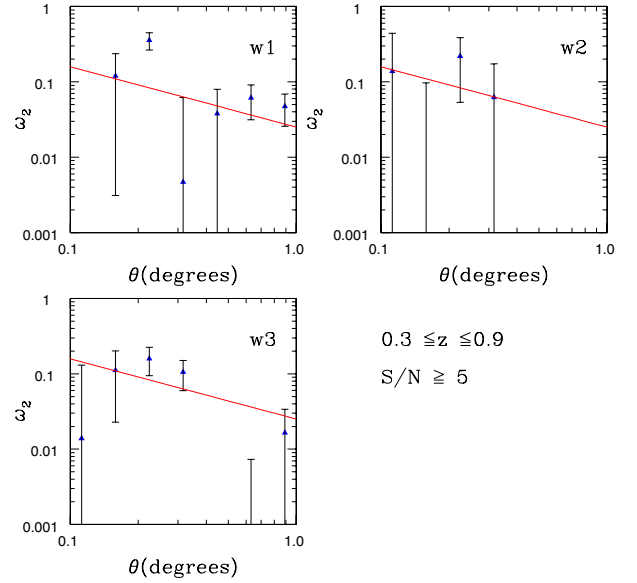 1
0.1
0.01
0.001
ω₂
w1
0.1
1.0
θ(degrees)
1
0.1
0.01
0.001
ω₂
w2
0.1
1.0
θ(degrees)
1
0.1
0.01
0.001
ω₂
w3
0.1
1.0
θ(degrees)
0.3 ≦z ≦0.9
S/N ≧ 5